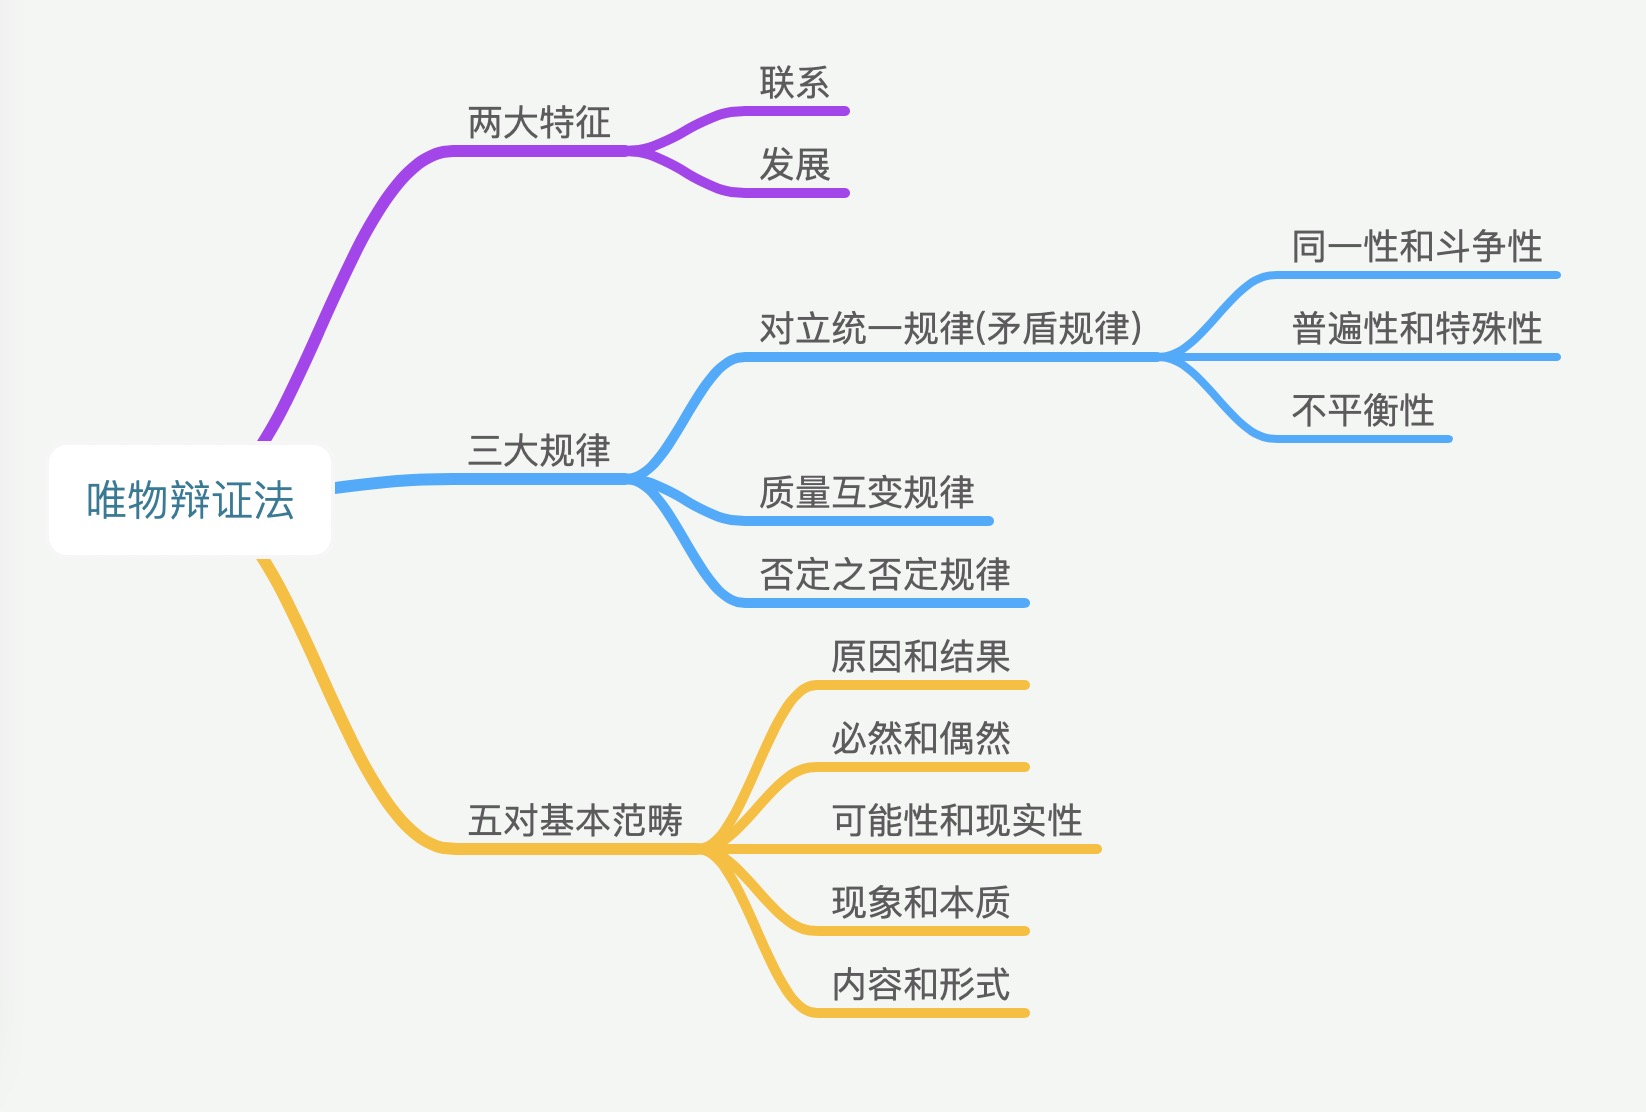 唯物辩证法
两大特征
联系
发展
三大规律
对立统一规律(矛盾规律)
同一性和斗争性
普遍性和特殊性
不平衡性
质量互变规律
否定之否定规律
五对基本范畴
原因和结果
必然和偶然
可能性和现实性
现象和本质
内容和形式